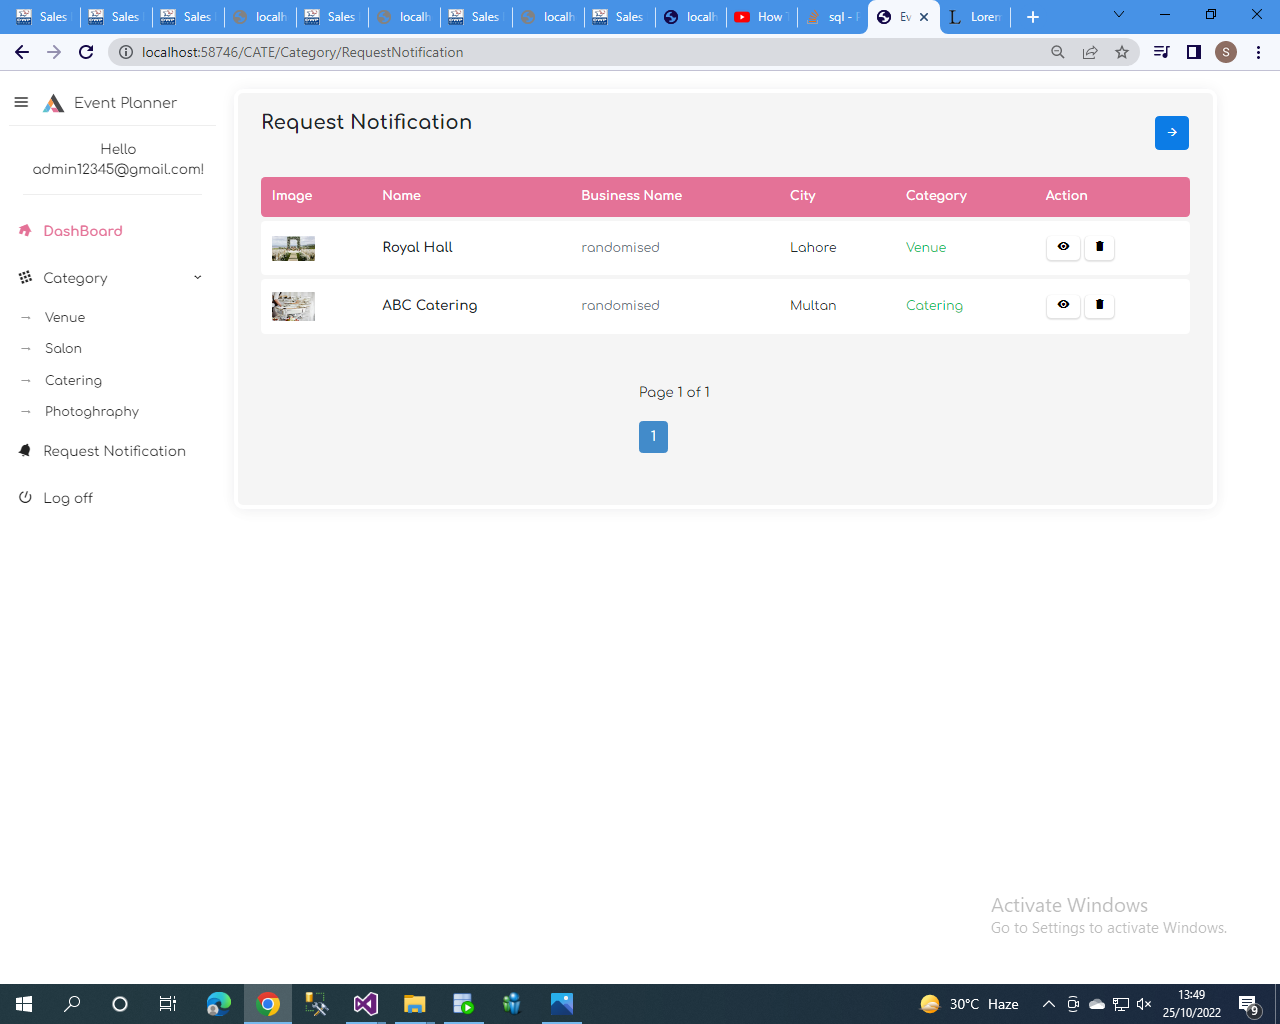 Sales
Sales
Sales
localh
Sales
localh
Sales
localh
Sales
localh
How
sql -
Ev
Lorem
localhost:58746/CATE/Category/RequestNotification
S
Event Planner
Hello
admin12345@gmail.com!
DashBoard
Category
Venue
Salon
Catering
Photoghraphy
Request Notification
Log off
Request Notification
Image Name Business Name City Category Action
Royal Hall randomised Lahore Venue
ABC Catering randomised Multan Catering
Page 1 of 1
1
Activate Windows
Go to Settings to activate Windows.
30°C Haze
13:49
25/10/2022
9